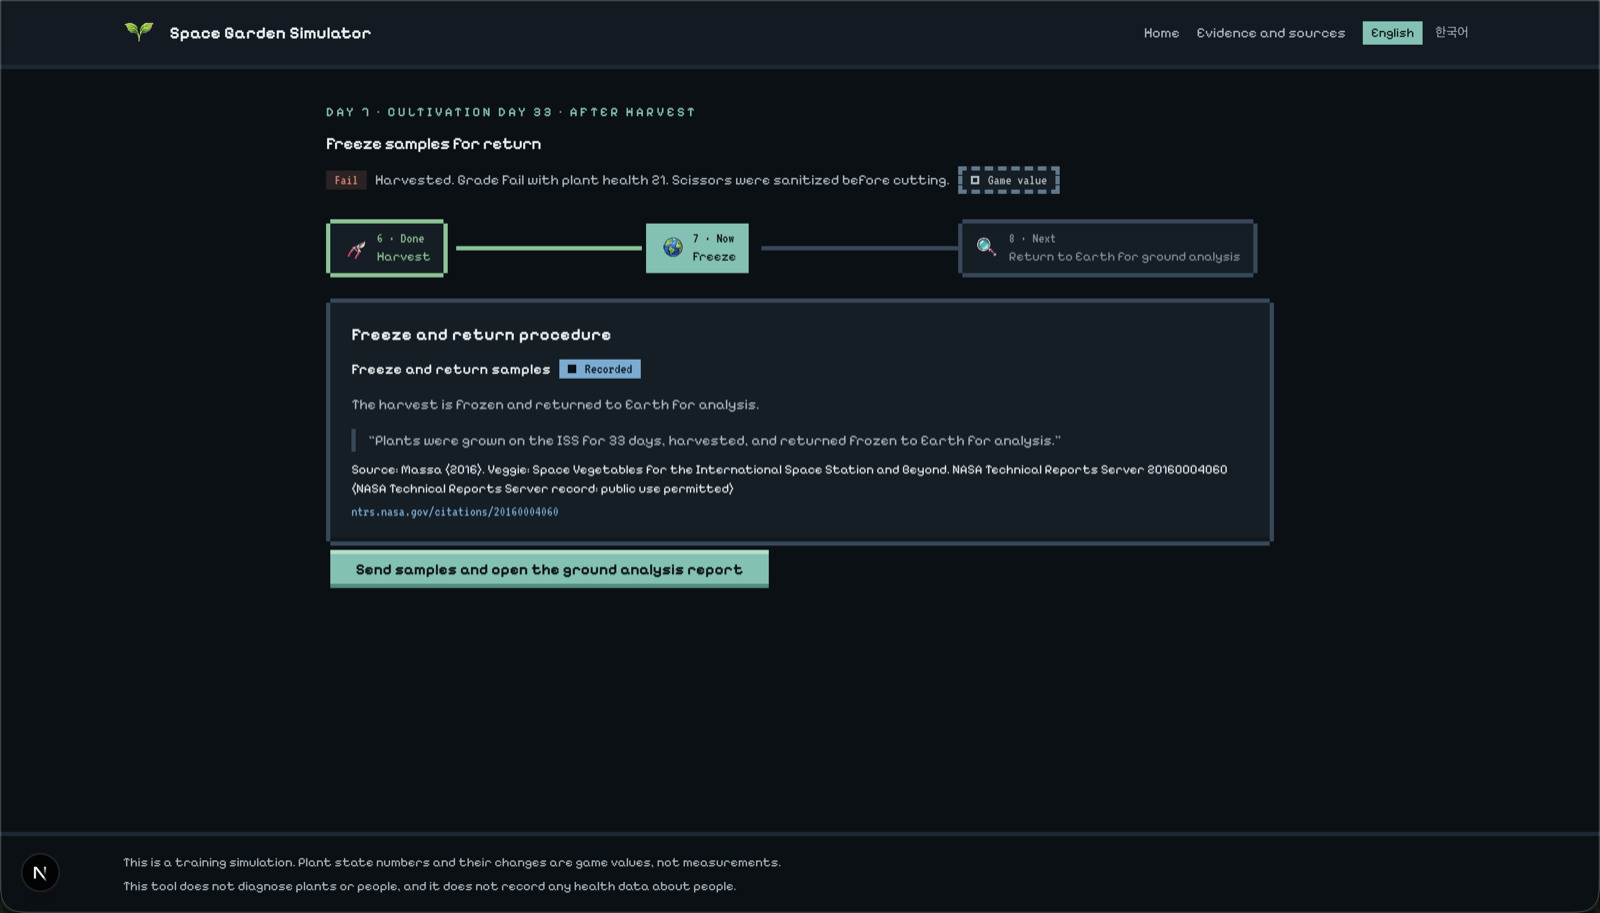 Space Garden Simulator
Home
Evidence and sources
English
한국어
DAY 7 · CULTIVATION DAY 33 · AFTER HARVEST
Freeze samples for return
Fail
Harvested. Grade Fail with plant health 21. Scissors were sanitized before cutting.
Game value
6 · Done
Harvest
7 · Now
Freeze
8 · Next
Return to Earth for ground analysis
Freeze and return procedure
Freeze and return samples
Recorded
The harvest is frozen and returned to Earth for analysis.
"Plants were grown on the ISS for 33 days, harvested, and returned frozen to Earth for analysis."
Source: Massa (2016). Veggie: Space Vegetables for the International Space Station and Beyond. NASA Technical Reports Server 20160004060
(NASA Technical Reports Server record: public use permitted)
ntrs.nasa.gov/citations/20160004060
Send samples and open the ground analysis report
N
This is a training simulation. Plant state numbers and their changes are game values, not measurements.
This tool does not diagnose plants or people, and it does not record any health data about people.